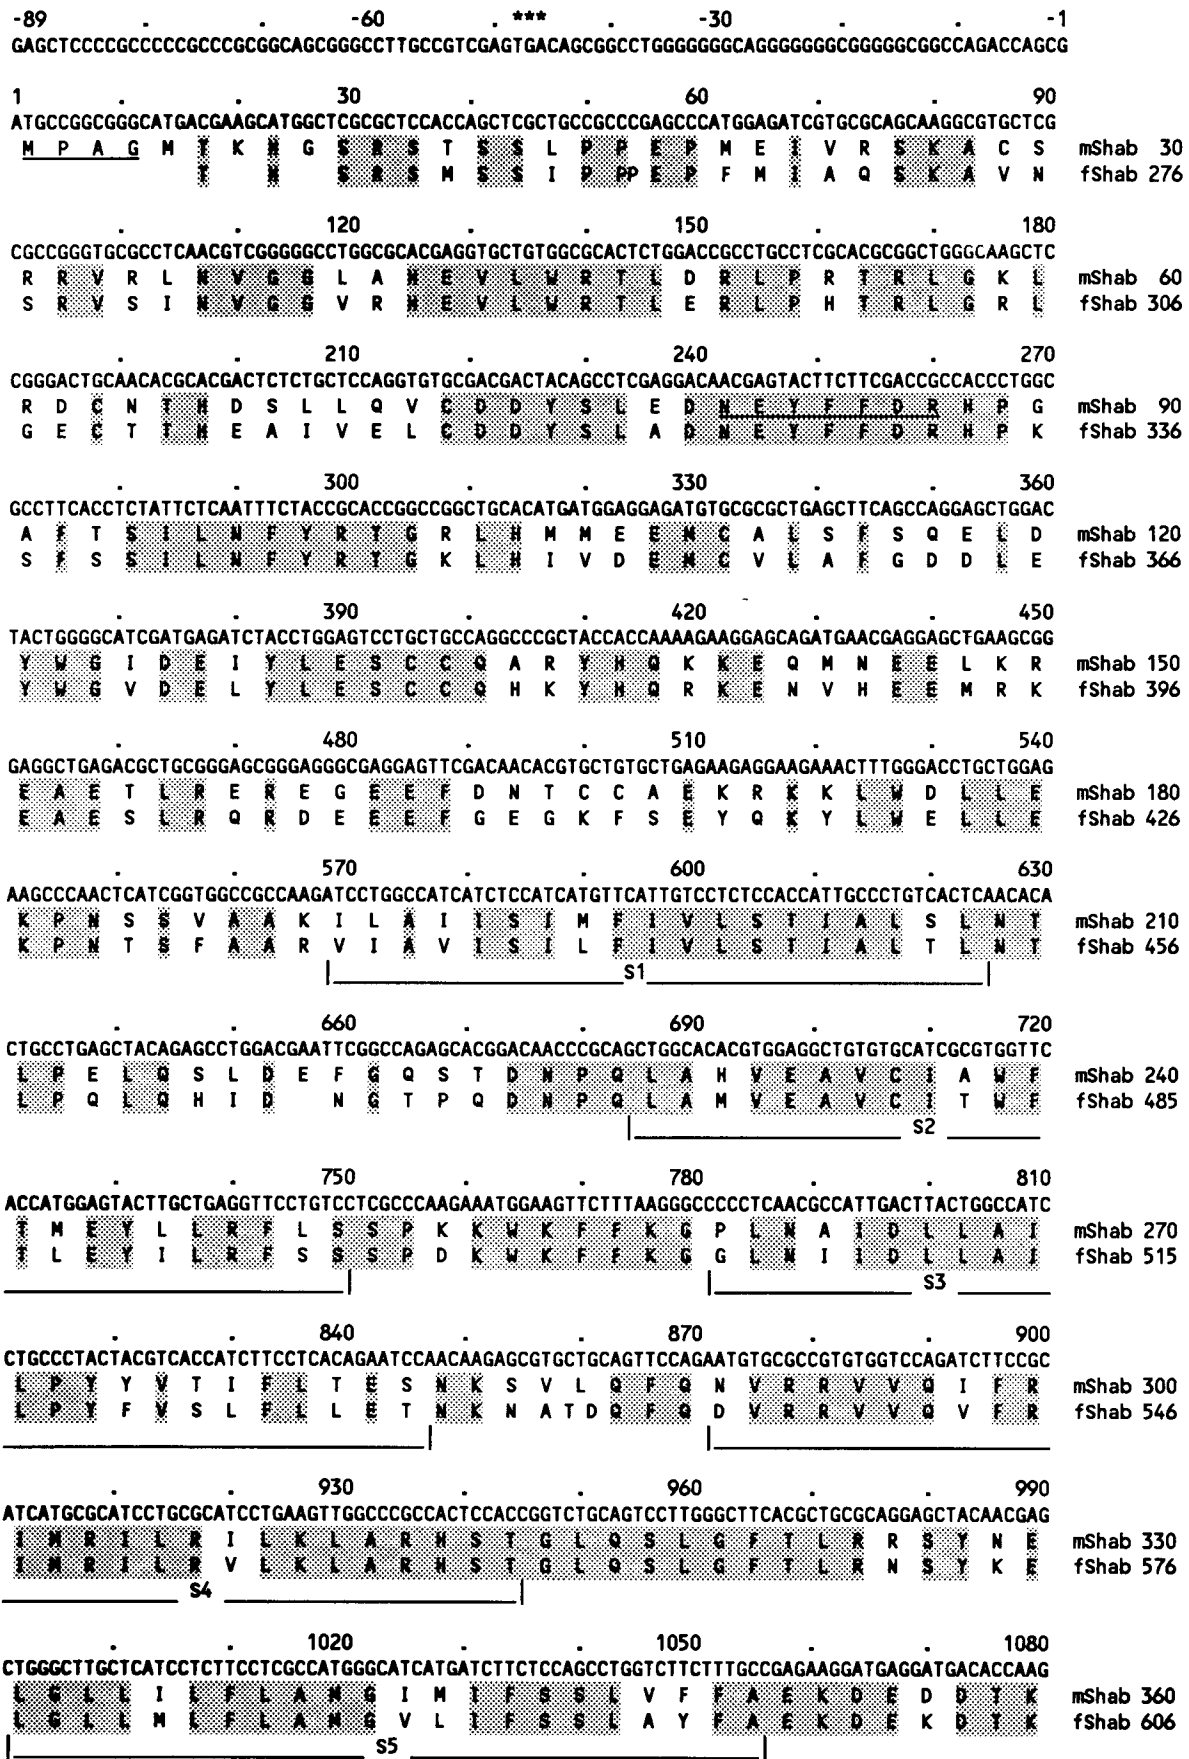 -89 . -60 . *** . -30 . . -1
GAGCTCCCCGCCCCCGCCCGCGGCAGCGGGCCTTGCCGTCGAGTGACAGCGGCCTGGGGGGGCAGGGGGGGCGGGGGCGGCCAGACCAGCG
1 . . 30 . . 60 . . 90
ATGCCGGCGGGCATGACGAAGCATGGCTCGCGCTCCACCAGCTCGCTGCCGCCCGAGCCCATGGAGATCGTGCGCAGCAAGGCGTGCTCG
M P A G M T K H G S R S T S S L P P E P M E I V R S K A C S mShab 30
T N S R S M S S I P PP E P F M I A Q S K A V N fShab 276
. . 120 . . 150 . . 180
CGCCGGGTGCGCCTCAACGTCGGGGGCCTGGCGCACGAGGTGCTGTGGCGCACTCTGGACCGCCTGCCTCGCACGCGGCTGGGCAAGCTC
R R V R L N V G G L A H E V L W R T L D R L P R T R L G K L mShab 60
S R V S I N V G G V R H E V L W R T L E R L P H T R L G R L fShab 306
. . 210 . . 240 . . 270
CGGGACTGCAACACGCACGACTCTCTGCTCCAGGTGTGCGACGACTACAGCCTCGAGGACAACGAGTACTTCTTCGACCGCCACCCTGGC
R D C N T H D S L L Q V C D D Y S L E D N E Y F F D R H P G mShab 90
G E C T T H E A I V E L C D D Y S L A D N E Y F F D R H P K fShab 336
. . 300 . . 330 . . 360
GCCTTCACCTCTATTCTCAATTTCTACCGCACCGGCCGGCTGCACATGATGGAGGAGATGTGCGCGCTGAGCTTCAGCCAGGAGCTGGAC
A F T S I L N F Y R T G R L H M M E E M C A L S F S Q E L D mShab 120
S F S S I L N F Y R T G K L H I V D E M C V L A F G D D L E fShab 366
. . 390 . . 420 . . 450
TACTGGGGCATCGATGAGATCTACCTGGAGTCCTGCTGCCAGGCCCGCTACCACCAAAAGAAGGAGCAGATGAACGAGGAGCTGAAGCGG
Y W G I D E I Y L E S C C Q A R Y H Q K K E Q M N E E L K R mShab 150
Y W G V D E L Y L E S C C Q H K Y H Q R K E N V H E E M R K fShab 396
. . 480 . . 510 . . 540
GAGGCTGAGACGCTGCGGGAGCGGGAGGGCGAGGAGTTCGACAACACGTGCTGTGCTGAGAAGAGGAAGAAACTTTGGGACCTGCTGGAG
E A E T L R E R E G E E F D N T C C A E K R K K L W D L L E mShab 180
E A E S L R Q R D E E E F G E G K F S E Y Q K Y L W E L L E fShab 426
. . 570 . . 600 . . 630
AAGCCCAACTCATCGGTGGCCGCCAAGATCCTGGCCATCATCTCCATCATGTTCATTGTCCTCTCCACCATTGCCCTGTCACTCAACACA
K P N S S V A A K I L A I I S I M F I V L S T I A L S L N T mShab 210
K P N T S F A A R V I A V I S I L F I V L S T I A L T L N T fShab 456
S1
. . 660 . . 690 . . 720
CTGCCTGAGCTACAGAGCCTGGACGAATTCGGCCAGAGCACGGACAACCCGCAGCTGGCACACGTGGAGGCTGTGTGCATCGCGTGGTTC
L P E L Q S L D E F G Q S T D N P Q L A H V E A V C I A W F mShab 240
L P Q L Q H I D N G T P Q D N P Q L A M V E A V C I T W F fShab 485
S2
. . 750 . . 780 . . 810
ACCATGGAGTACTTGCTGAGGTTCCTGTCCTCGCCCAAGAAATGGAAGTTCTTTAAGGGCCCCCTCAACGCCATTGACTTACTGGCCATC
T M E Y L L R F L S S P K K W K F F K G P L N A I D L L A I mShab 270
T L E Y I L R F S S S P D K W K F F K G G L N I I D L L A I fShab 515
S3
. . 840 . . 870 . . 900
CTGCCCTACTACGTCACCATCTTCCTCACAGAATCCAACAAGAGCGTGCTGCAGTTCCAGAATGTGCGCCGTGTGGTCCAGATCTTCCGC
L P Y Y V T I F L T E S N K S V L Q F Q N V R R V V Q I F R mShab 300
L P Y F V S L F L L E T N K N A T D Q F Q D V R R V V Q V F R fShab 546
. . 930 . . 960 . . 990
ATCATGCGCATCCTGCGCATCCTGAAGTTGGCCCGCCACTCCACCGGTCTGCAGTCCTTGGGCTTCACGCTGCGCAGGAGCTACAACGAG
I M R I L R I L K L A R H S T G L Q S L G F T L R R S Y N E mShab 330
I M R I L R V L K L A R H S T G L Q S L G F T L R N S Y K E fShab 576
S4
. . 1020 . . 1050 . . 1080
CTGGGCTTGCTCATCCTCTTCCTCGCCATGGGCATCATGATCTTCTCCAGCCTGGTCTTCTTTGCCGAGAAGGATGAGGATGACACCAAG
L G L L I L F L A M G I M I F S S L V F F A E K D E D D T K mShab 360
L G L L M L F L A M G V L I F S S L A Y F A E K D E K D T K fShab 606
S5